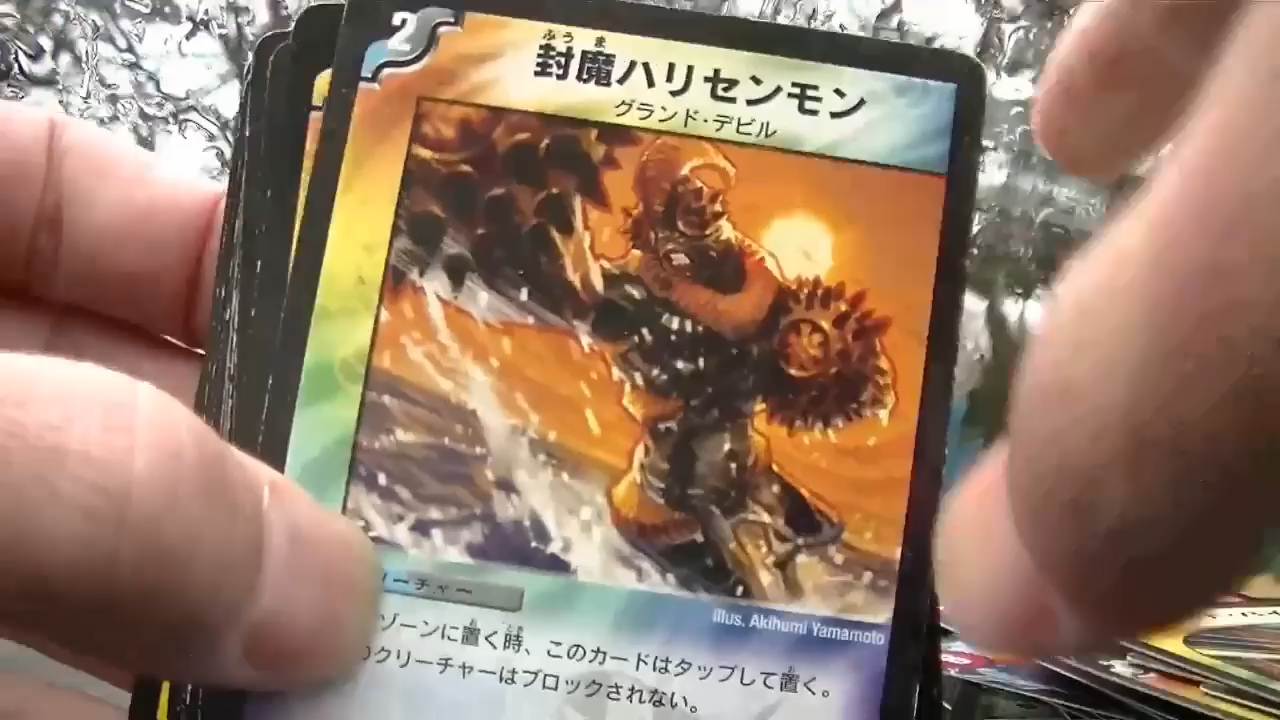 2
ふうま
封魔ハリセンモン
グランド・デビル
リーチャー
Illus. Akihumi Yamamoto
ゾーンに置く時、このカードはタップして置く。
クリーチャーはブロックされない。